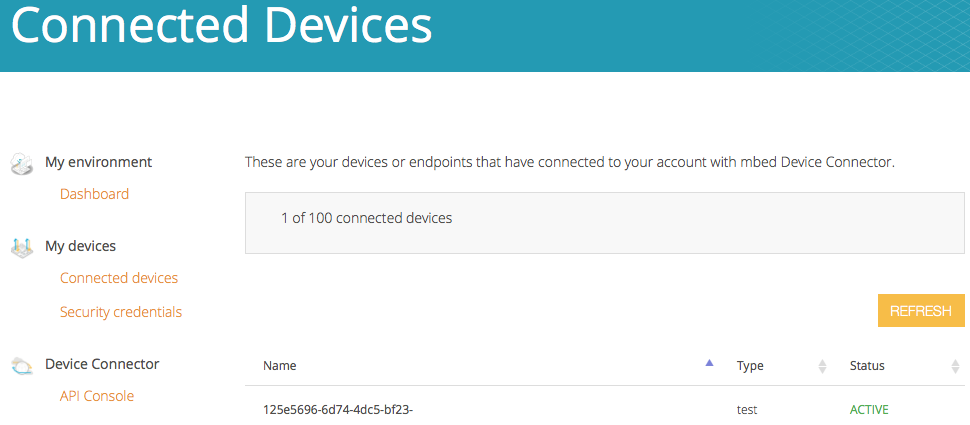 Connected Devices
My environment
Dashboard
My devices
Connected devices
Security credentials
Device Connector
API Console
These are your devices or endpoints that have connected to your account with mbed Device Connector.
1 of 100 connected devices
REFRESH
Name Type Status
125e5696-6d74-4dc5-bf23- test ACTIVE